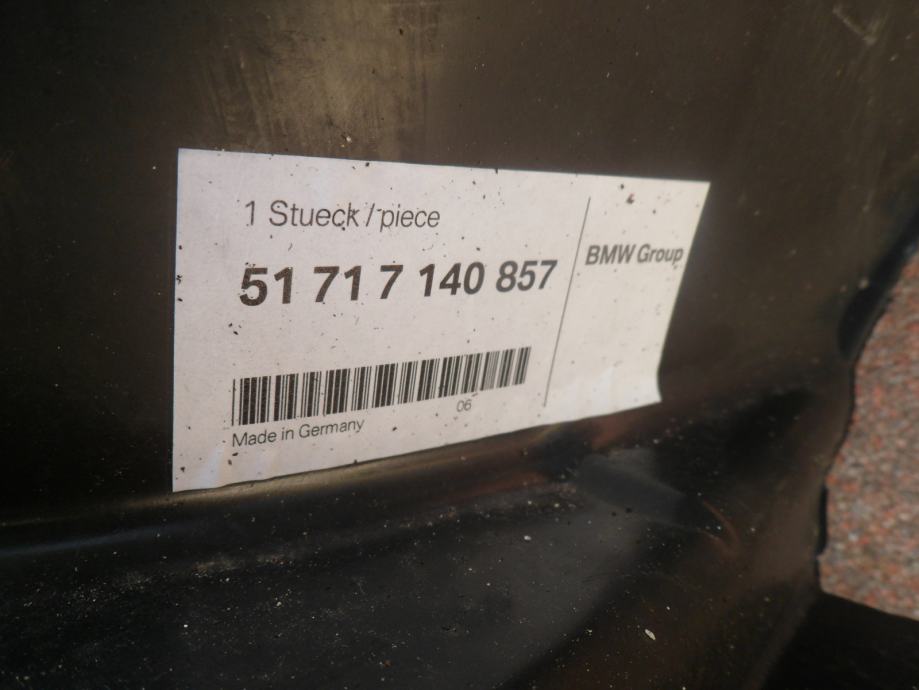 1 Stueck / piece
51 71 7 140 857
BMW Group
06
Made in Germany